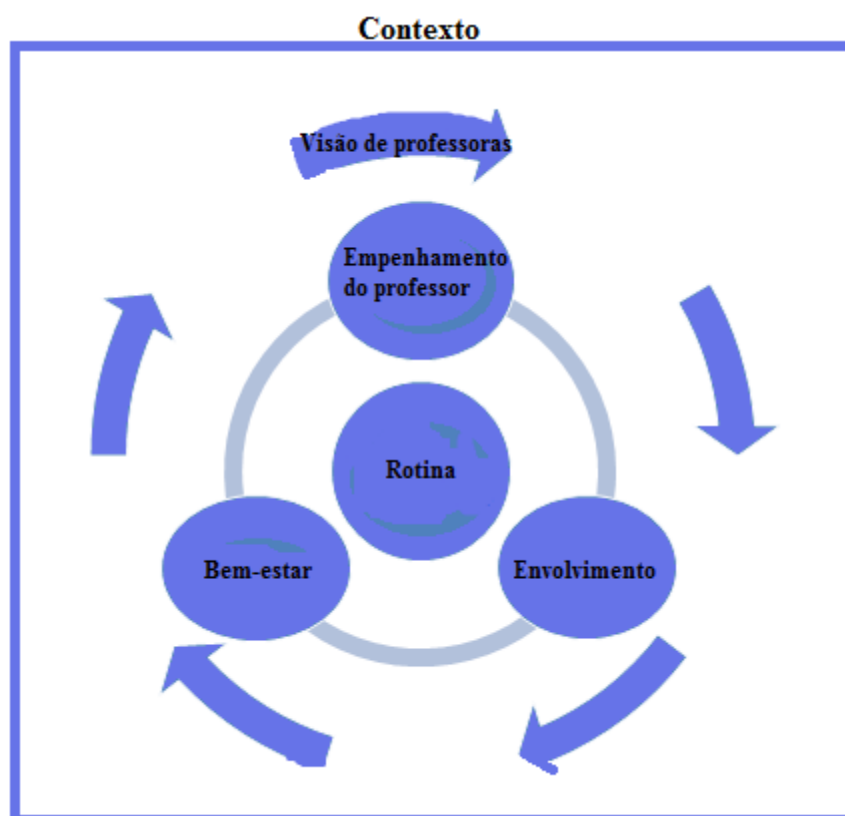 Contexto
Visão de professoras
Empenhamento
do professor
Rotina
Bem-estar
Envolvimento